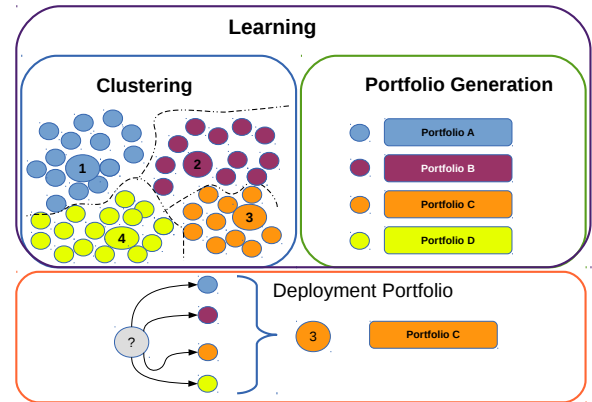 Learning
Clustering
Portfolio Generation
1
2
3
4
Portfolio A
Portfolio B
Portfolio C
Portfolio D
Deployment Portfolio
?
3
Portfolio C